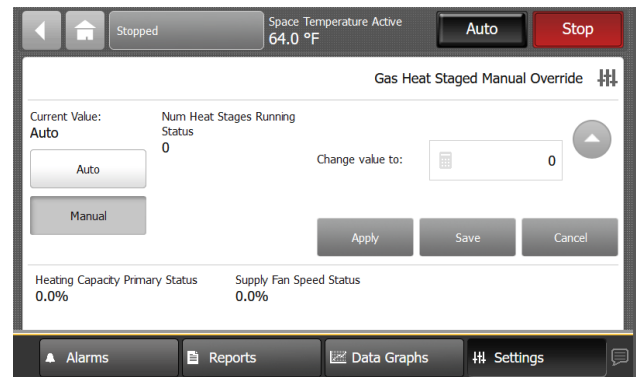 Stopped
Space Temperature Active
64.0 °F
Auto
Stop
Gas Heat Staged Manual Override
Current Value:
Auto
Num Heat Stages Running
Status
0
Auto
Manual
Change value to:
0
Apply
Save
Cancel
Heating Capacity Primary Status
0.0%
Supply Fan Speed Status
0.0%
Alarms
Reports
Data Graphs
Settings